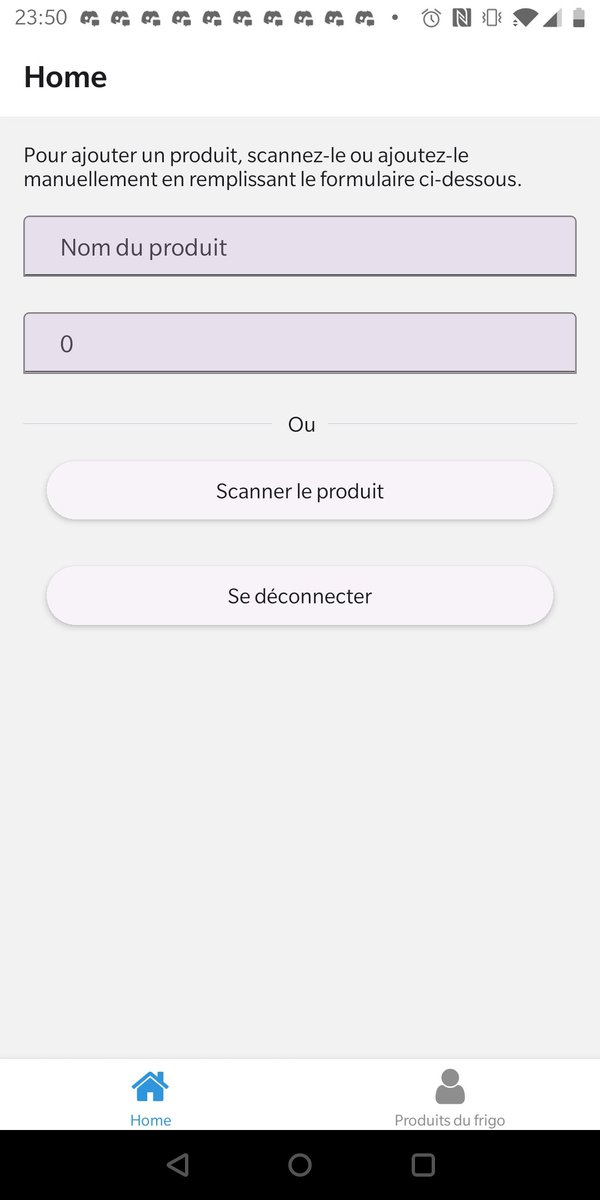 23:50
Home
Pour ajouter un produit, scannez-le ou ajoutez-le
manuellement en remplissant le formulaire ci-dessous.
Nom du produit
0
Ou
Scanner le produit
Se déconnecter
Home
Produits du frigo